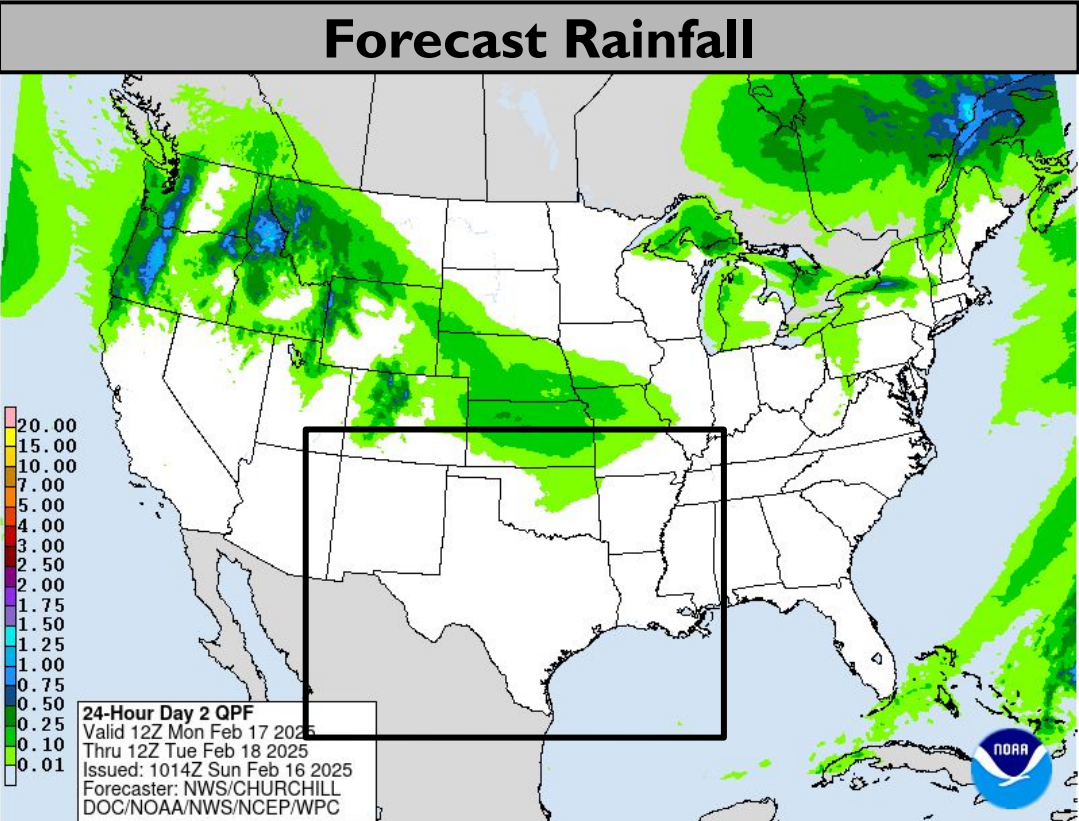 Forecast Rainfall
20.00
15.00
10.00
7.00
5.00
4.00
3.00
2.50
2.00
1.75
1.50
1.25
1.00
0.75
0.50
0.25
0.10
0.01
24-Hour Day 2 QPF
Valid 12Z Mon Feb 17 2025
Thru 12Z Tue Feb 18 2025
Issued: 1014Z Sun Feb 16 2025
Forecaster: NWS/CHURCHILL
DOC/NOAA/NWS/NCEP/WPC
NOAA